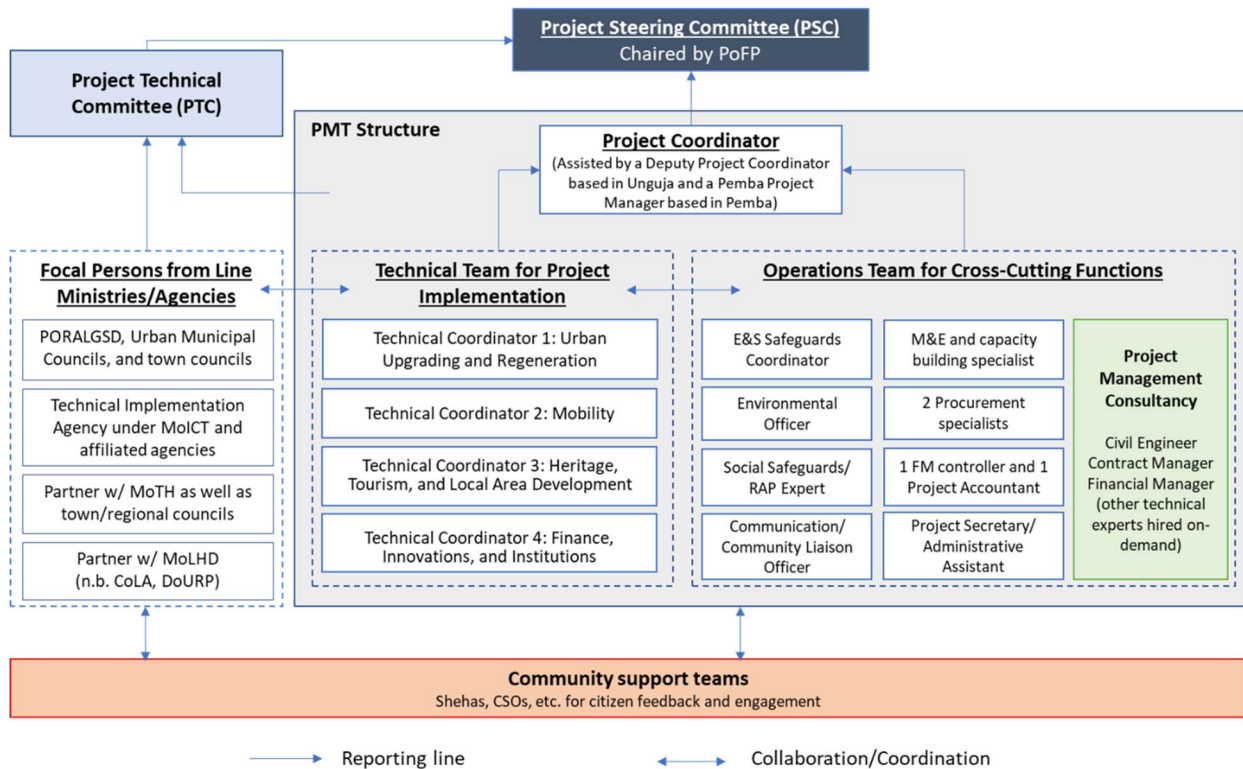 Project Steering Committee (PSC)
Chaired by PoFP
Project Technical
Committee (PTC)
PMT Structure
Project Coordinator
(Assisted by a Deputy Project Coordinator
based in Unguja and a Pemba Project
Manager based in Pemba)
Focal Persons from Line
Ministries/Agencies
PORALGSD, Urban Municipal
Councils, and town councils
Technical Implementation
Agency under MoICT and
affiliated agencies
Partner w/ MoTH as well as
town/regional councils
Partner w/ MoLHD
(n.b. CoLA, DoURP)
Technical Team for Project
Implementation
Technical Coordinator 1: Urban
Upgrading and Regeneration
Technical Coordinator 2: Mobility
Technical Coordinator 3: Heritage,
Tourism, and Local Area Development
Technical Coordinator 4: Finance,
Innovations, and Institutions
Operations Team for Cross-Cutting Functions
E&S Safeguards
Coordinator
Environmental
Officer
Social Safeguards/
RAP Expert
Communication/
Community Liaison
Officer
M&E and capacity
building specialist
2 Procurement
specialists
1 FM controller and 1
Project Accountant
Project Secretary/
Administrative
Assistant
Project
Management
Consultancy
Civil Engineer
Contract Manager
Financial Manager
(other technical
experts hired on-
demand)
Community support teams
Shehas, CSOs, etc. for citizen feedback and engagement
Reporting line
Collaboration/Coordination